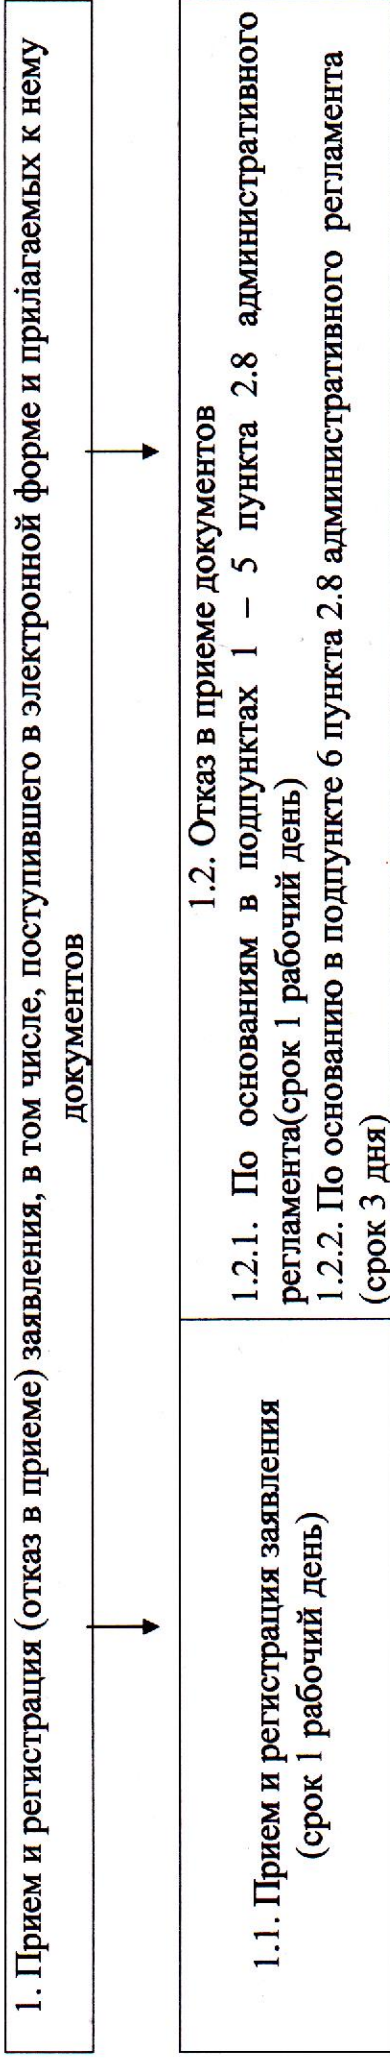 1. Прием и регистрация (отказ в приеме) заявления, в том числе, поступившего в электронной форме и прилагаемых к нему
документов
1.1. Прием и регистрация заявления
(срок 1 рабочий день)
1.2. Отказ в приеме документов
1.2.1. По основаниям в подпунктах 1 – 5 пункта 2.8 административного
регламента(срок 1 рабочий день)
1.2.2. По основанию в подпункте 6 пункта 2.8 административного регламента
(срок 3 дня)